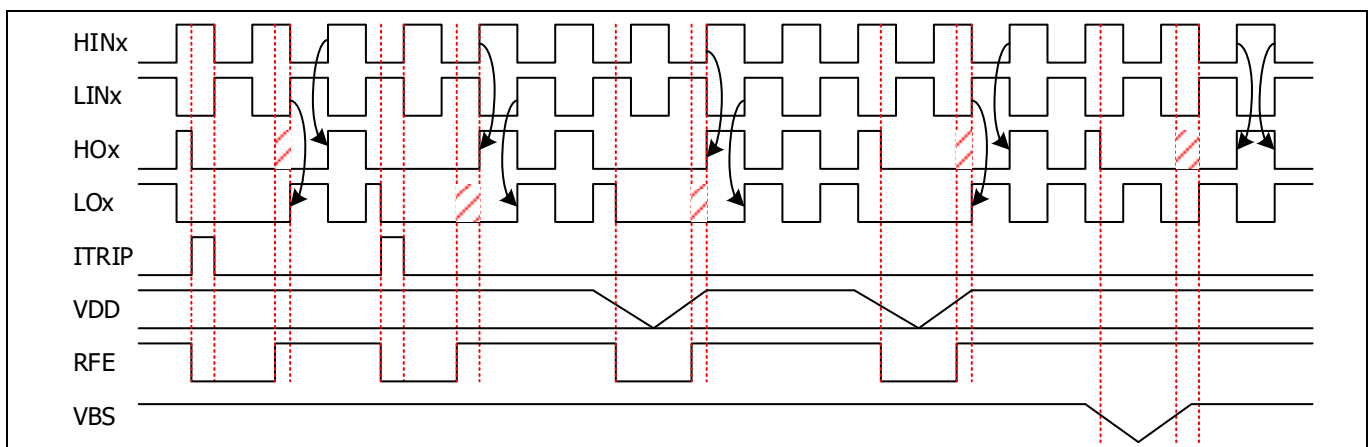 HINx
LINx
HOx
LOx
ITRIP
VDD
RFE
VBS